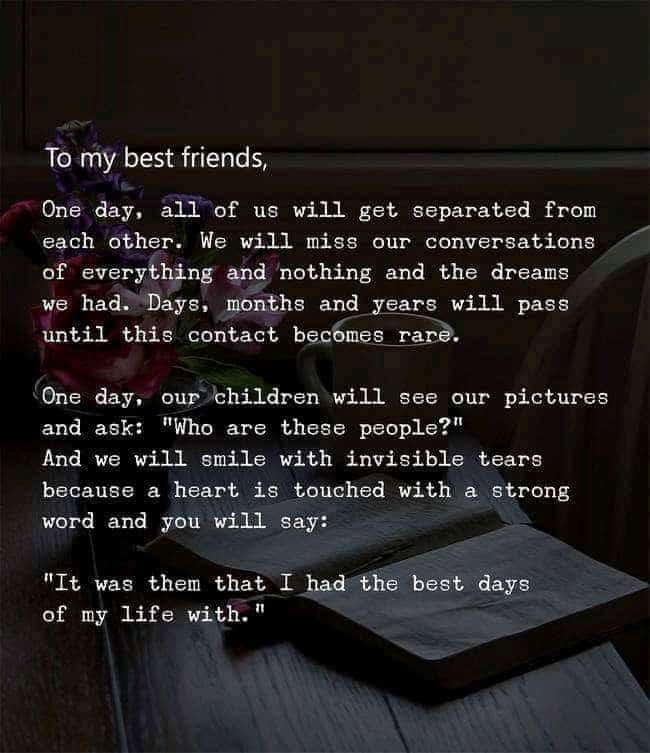 To my best friends,
One day, all of us will get separated from
each other. We will miss our conversations
of everything and nothing and the dreams
we had. Days, months and years will pass
until this contact becomes rare.
One day, our children will see our pictures
and ask: "Who are these people?"
And we will smile with invisible tears
because a heart is touched with a strong
word and you will say:
"It was them that I had the best days
of my life with."